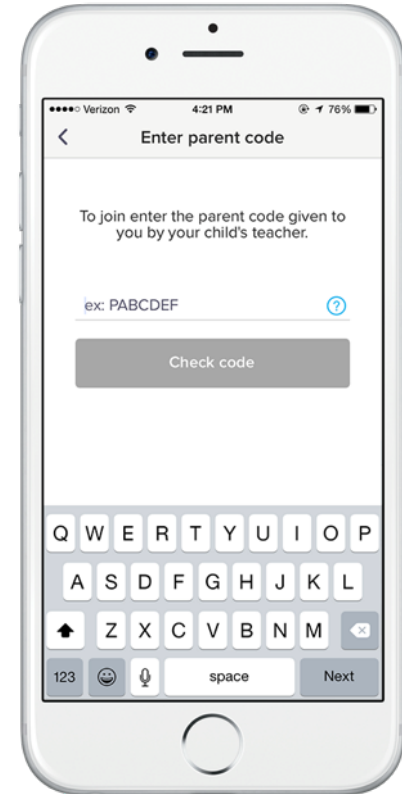 Verizon 4:21 PM 76%
Enter parent code
To join enter the parent code given to
you by your child's teacher.
ex: PABCDEF ?
Check code
Q W E R T Y U I O P
A S D F G H J K L
Z X C V B N M
123 space Next